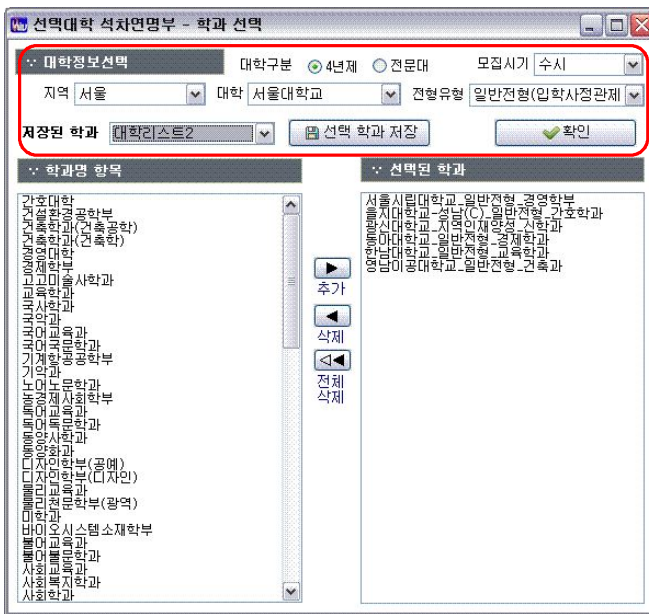 선택대학 석차연명부 - 학과 선택
∵ 대학정보선택 대학구분 4년제 전문대 모집시기 수시
지역 서울 대학 서울대학교 전형유형 일반전형(입학사정관제
저장된 학과 대학리스트2 선택 학과 저장 확인
∵ 학과명 항목
간호대학
건설환경공학부
건축학과(건축공학)
건축학과(건축학)
경영대학
경제학부
고고미술사학과
교육학과
국사학과
국악과
국어교육과
국어국문학과
기계항공공학부
기악과
노어노문학과
농경제사회학부
독어교육과
독어독문학과
동양사학과
동양화과
디자인학부(공예)
디자인학부(디자인)
물리교육과
물리천문학부(광역)
미학과
바이오시스템소재학부
불어교육과
불어불문학과
사회교육과
사회복지학과
사회학과
추가
삭제
전체
삭제
∵ 선택된 학과
서울시립대학교_일반전형_경영학부
을지대학교-성남(C)_일반전형_간호학과
광신대학교_지역인재양성_신학과
동아대학교_일반전형_경제학과
한남대학교_일반전형_교육학과
영남이공대학교_일반전형_건축과